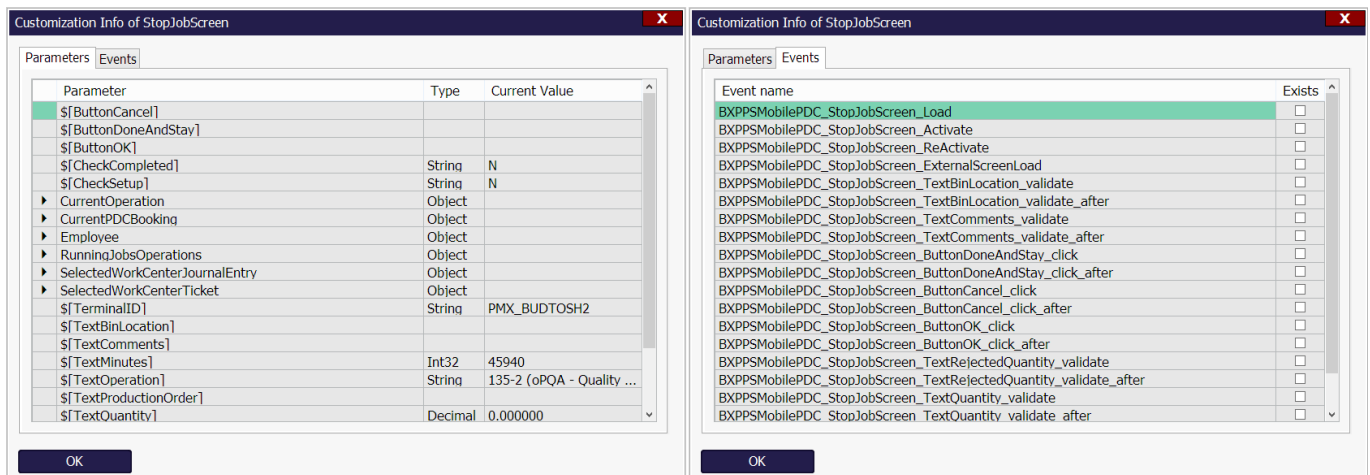 Customization Info of StopJobScreen X
Parameters Events
Parameter Type Current Value
$[ButtonCancel]
$[ButtonDoneAndStay]
$[ButtonOK]
$[CheckCompleted] String N
$[CheckSetup] String N
CurrentOperation Object
CurrentPDCBooking Object
Employee Object
RunningJobsOperations Object
SelectedWorkCenterJournalEntry Object
SelectedWorkCenterTicket Object
$[TerminalID] String PMX_BUDTOSH2
$[TextBinLocation]
$[TextComments]
$[TextMinutes] Int32 45940
$[TextOperation] String 135-2 (oPQA - Quality ...
$[TextProductionOrder]
$[TextQuantity] Decimal 0.000000
OK
Customization Info of StopJobScreen X
Parameters Events
Event name Exists
BXPPSMobilePDC_StopJobScreen_Load
BXPPSMobilePDC_StopJobScreen_Activate
BXPPSMobilePDC_StopJobScreen_ReActivate
BXPPSMobilePDC_StopJobScreen_ExternalScreenLoad
BXPPSMobilePDC_StopJobScreen_TextBinLocation_validate
BXPPSMobilePDC_StopJobScreen_TextBinLocation_validate_after
BXPPSMobilePDC_StopJobScreen_TextComments_validate
BXPPSMobilePDC_StopJobScreen_TextComments_validate_after
BXPPSMobilePDC_StopJobScreen_ButtonDoneAndStay_click
BXPPSMobilePDC_StopJobScreen_ButtonDoneAndStay_click_after
BXPPSMobilePDC_StopJobScreen_ButtonCancel_click
BXPPSMobilePDC_StopJobScreen_ButtonCancel_click_after
BXPPSMobilePDC_StopJobScreen_ButtonOK_click
BXPPSMobilePDC_StopJobScreen_ButtonOK_click_after
BXPPSMobilePDC_StopJobScreen_TextRejectedQuantity_validate
BXPPSMobilePDC_StopJobScreen_TextRejectedQuantity_validate_after
BXPPSMobilePDC_StopJobScreen_TextQuantity_validate
BXPPSMobilePDC_StopJobScreen_TextQuantity_validate_after
OK